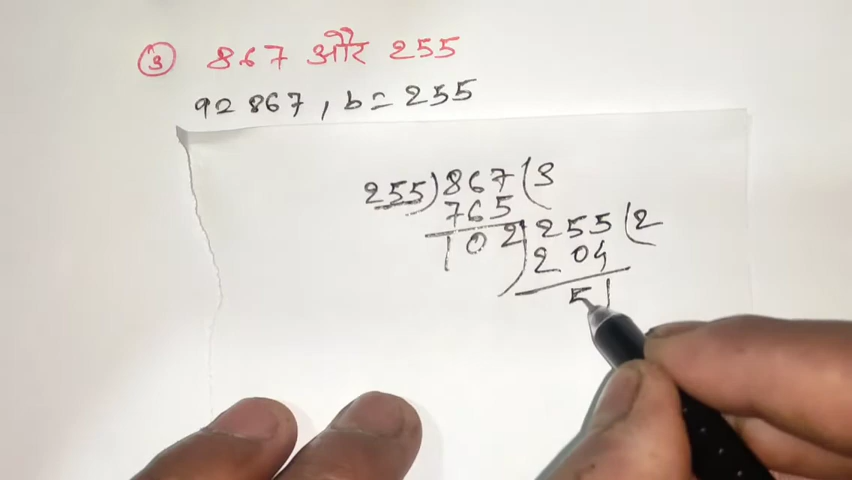 ③ 867 और 255
a= 867, b = 255
255) 867 (3
765
102) 255 (2
204
51